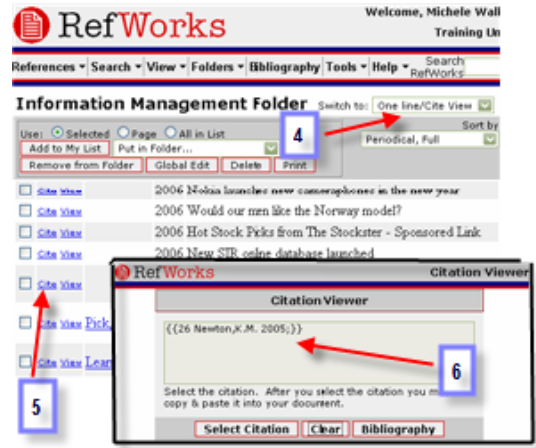 Welcome, Michele Wal
RefWorks
Training Un
References Search View Folders Bibliography Tools Help Search RefWorks
Information Management Folder Switch to: One line/Cite View
4
Sort by
Use: Selected Page All in List
Periodical, Full
Add to My List Put in Folder...
Remove from Folder Global Edit Delete Print
Cite View 2006 Nokia launches new cameraphones in the new year
Cite View 2006 Would our men like the Norway model?
Cite View 2006 Hot Stock Picks from The Stockster - Sponsored Link
Cite View 2006 New SIR online database launched
Cite View
Cite View Pick,
Cite View Lear
5
RefWorks Citation Viewer
Citation Viewer
{{26 Newton,K.M. 2005;}}
6
Select the citation. After you select the citation you m
copy & paste it into your document.
Select Citation Clear Bibliography